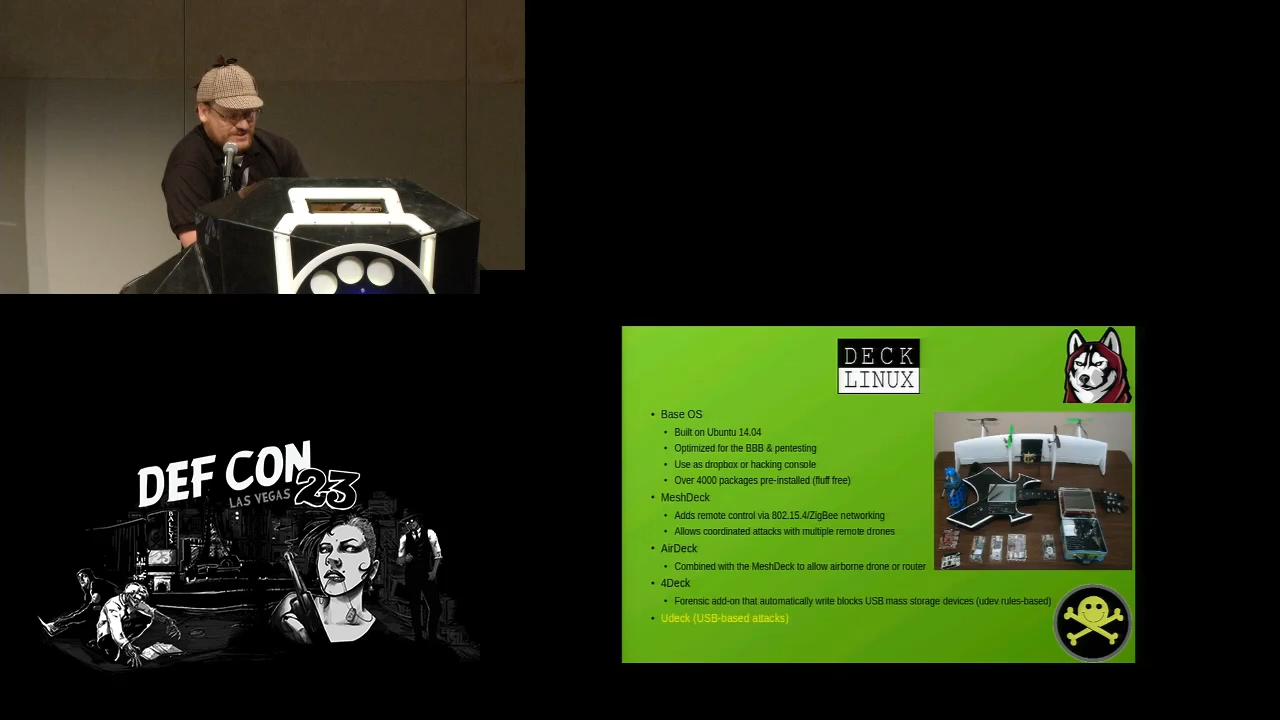 DECK
LINUX
• Base OS
• Built on Ubuntu 14.04
• Optimized for the BBB & pentesting
• Use as dropbox or hacking console
• Over 4000 packages pre-installed (fluff free)
• MeshDeck
• Adds remote control via 802.15.4/ZigBee networking
• Allows coordinated attacks with multiple remote drones
• AirDeck
• Combined with the MeshDeck to allow airborne drone or router
• 4Deck
• Forensic add-on that automatically write blocks USB mass storage devices (udev rules-based)
• Udeck (USB-based attacks)
DEF CON
LAS VEGAS 23
BALLYS